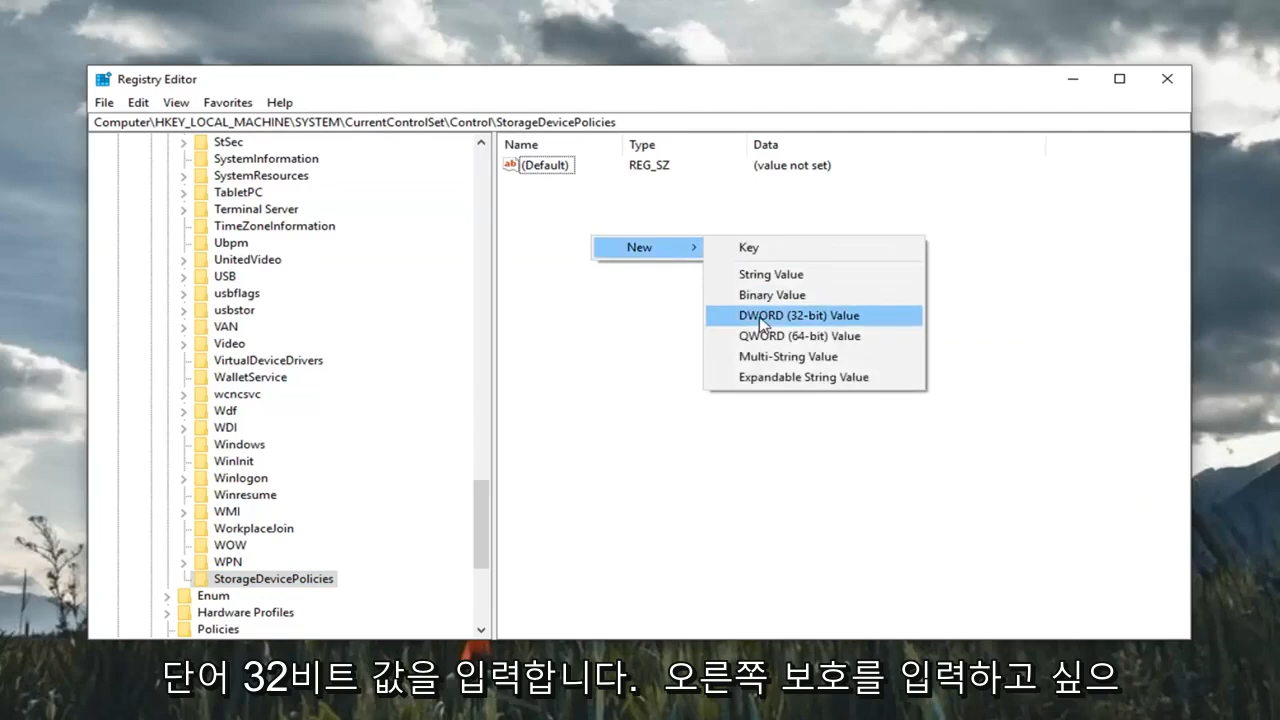 Registry Editor
File Edit View Favorites Help
Computer\HKEY_LOCAL_MACHINE\SYSTEM\CurrentControlSet\Control\StorageDevicePolicies
StSec
SystemInformation
SystemResources
TabletPC
Terminal Server
TimeZoneInformation
Ubpm
UnitedVideo
USB
usbflags
usbstor
VAN
Video
VirtualDeviceDrivers
WalletService
wcncsvc
Wdf
WDI
Windows
WinInit
Winlogon
Winresume
WMI
WorkplaceJoin
WOW
WPN
StorageDevicePolicies
Enum
Hardware Profiles
Policies
Name Type Data
ab (Default) REG_SZ (value not set)
New
Key
String Value
Binary Value
DWORD (32-bit) Value
QWORD (64-bit) Value
Multi-String Value
Expandable String Value
단어 32비트 값을 입력합니다. 오른쪽 보호를 입력하고 싶으